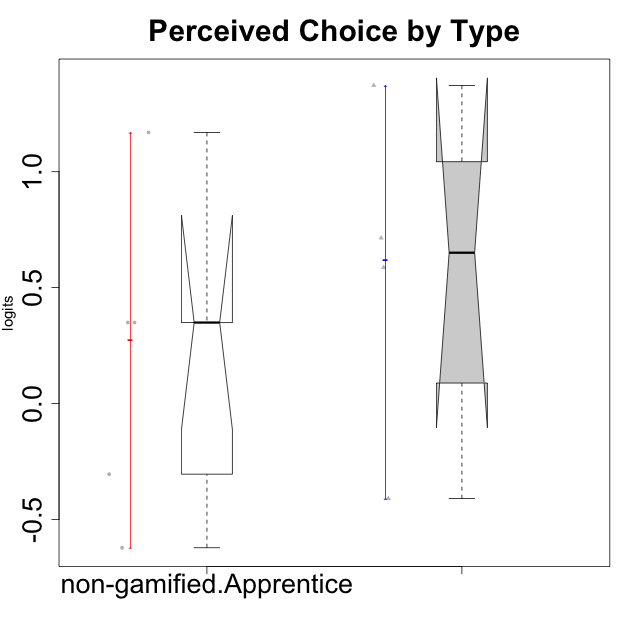 Perceived Choice by Type
logits
1.0
0.5
0.0
-0.5
non-gamified.Apprentice